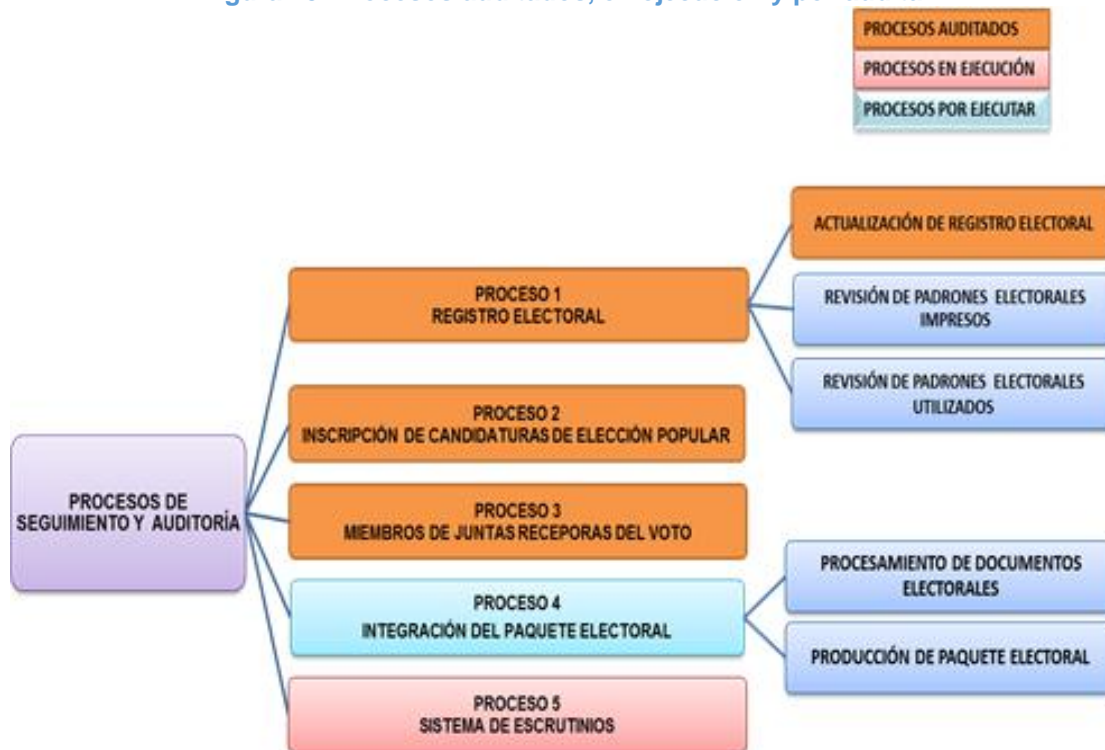 PROCESOS AUDITADOS
PROCESOS EN EJECUCIÓN
PROCESOS POR EJECUTAR
ACTUALIZACIÓN DE REGISTRO ELECTORAL
PROCESO 1
REGISTRO ELECTORAL
REVISIÓN DE PADRONES ELECTORALES
IMPRESOS
REVISIÓN DE PADRONES ELECTORALES
UTILIZADOS
PROCESO 2
INSCRIPCIÓN DE CANDIDATURAS DE ELECCIÓN POPULAR
PROCESOS DE
SEGUIMIENTO Y AUDITORÍA
PROCESO 3
MIEMBROS DE JUNTAS RECEPORAS DEL VOTO
PROCESO 4
INTEGRACIÓN DEL PAQUETE ELECTORAL
PROCESAMIENTO DE DOCUMENTOS
ELECTORALES
PRODUCCIÓN DE PAQUETE ELECTORAL
PROCESO 5
SISTEMA DE ESCRUTINIOS